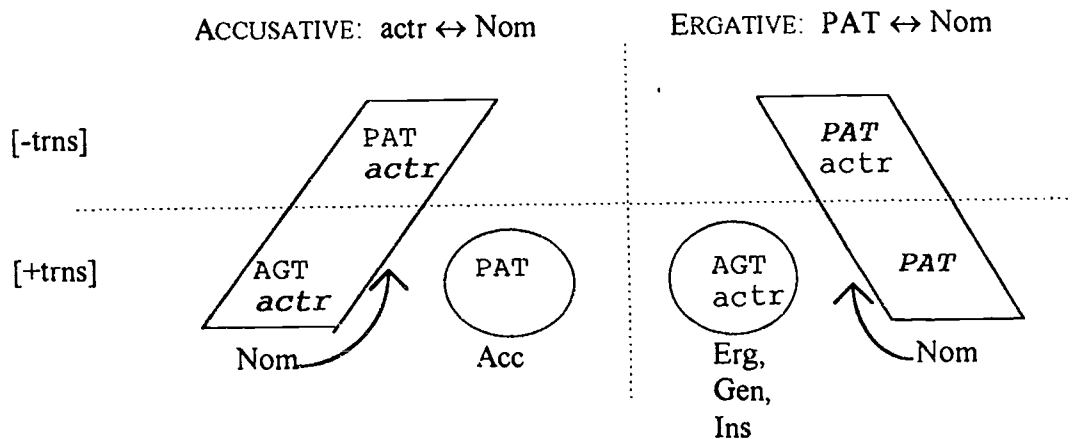 ACCUSATIVE: actr ↔ Nom
ERGATIVE: PAT ↔ Nom
[-trns]
PAT
actr
PAT
actr
[+trns]
AGT
actr
PAT
AGT
actr
PAT
Nom
Acc
Erg,
Gen,
Ins
Nom